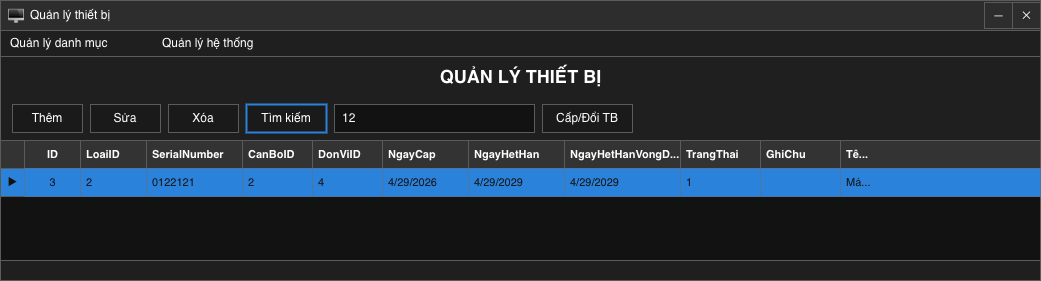 Quản lý thiết bị
Quản lý danh mục Quản lý hệ thống
QUẢN LÝ THIẾT BỊ
Thêm Sửa Xóa Tìm kiếm 12 Cấp/Đổi TB
ID LoaiID SerialNumber CanBoID DonViID NgayCap NgayHetHan NgayHetHanVongD... TrangThai GhiChu Tê...
3 2 0122121 2 4 4/29/2026 4/29/2029 4/29/2029 1 Má...